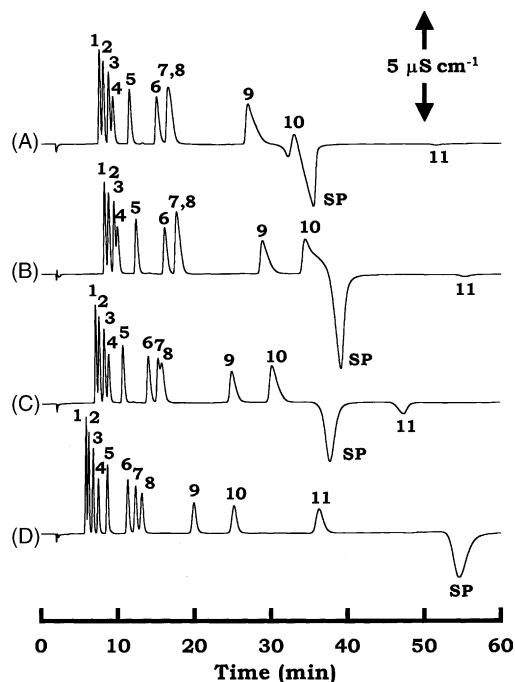 5 µS cm⁻¹
1 2 3 4 5 6 7,8 9 10 SP 11
(A)
1 2 3 4 5 6 7,8 9 10 SP 11
(B)
1 2 3 4 5 6 7 8 9 10 SP 11
(C)
1 2 3 4 5 6 7 8 9 10 11 SP
(D)
0 10 20 30 40 50 60
Time (min)